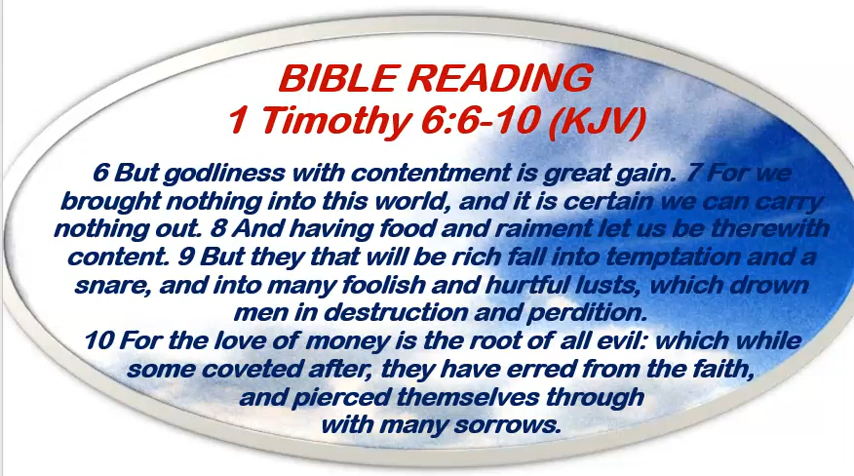 BIBLE READING
1 Timothy 6:6-10 (KJV)
6 But godliness with contentment is great gain. 7 For we
brought nothing into this world, and it is certain we can carry
nothing out. 8 And having food and raiment let us be therewith
content. 9 But they that will be rich fall into temptation and a
snare, and into many foolish and hurtful lusts, which drown
men in destruction and perdition.
10 For the love of money is the root of all evil: which while
some coveted after, they have erred from the faith,
and pierced themselves through
with many sorrows.